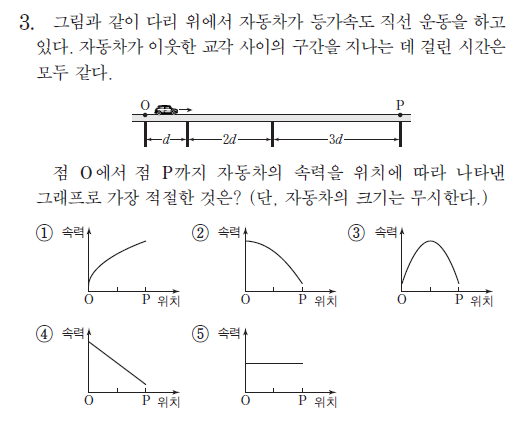 3. 그림과 같이 다리 위에서 자동차가 등가속도 직선 운동을 하고
있다. 자동차가 이웃한 교각 사이의 구간을 지나는 데 걸린 시간은
모두 같다.
O P
d 2d 3d
점 O에서 점 P까지 자동차의 속력을 위치에 따라 나타낸
그래프로 가장 적절한 것은? (단, 자동차의 크기는 무시한다.)
① 속력 ② 속력 ③ 속력
O P 위치 O P 위치 O P 위치
④ 속력 ⑤ 속력
O P 위치 O P 위치